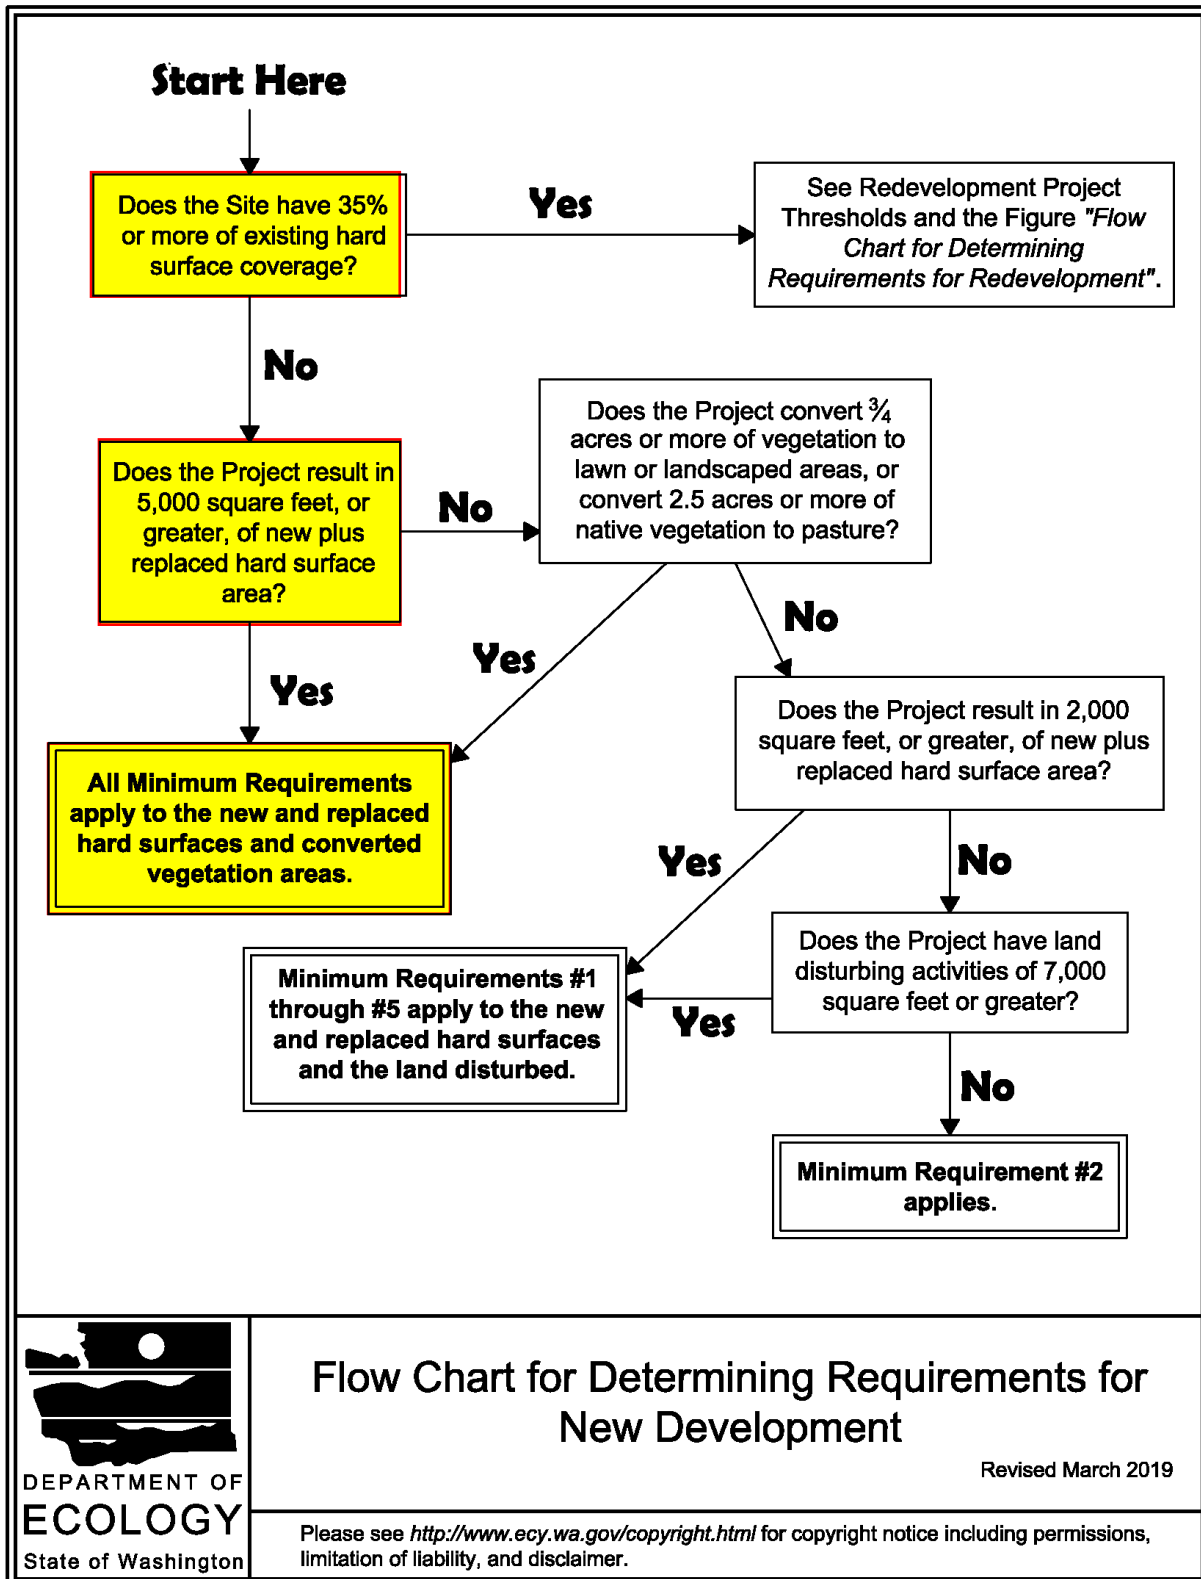 Start Here
Does the Site have 35%
or more of existing hard
surface coverage?
Yes
See Redevelopment Project
Thresholds and the Figure "Flow
Chart for Determining
Requirements for Redevelopment".
No
Does the Project result in
5,000 square feet, or
greater, of new plus
replaced hard surface
area?
No
Does the Project convert ¾
acres or more of vegetation to
lawn or landscaped areas, or
convert 2.5 acres or more of
native vegetation to pasture?
Yes
Yes
No
All Minimum Requirements
apply to the new and replaced
hard surfaces and converted
vegetation areas.
Does the Project result in 2,000
square feet, or greater, of new plus
replaced hard surface area?
Yes
No
Minimum Requirements #1
through #5 apply to the new
and replaced hard surfaces
and the land disturbed.
Yes
Does the Project have land
disturbing activities of 7,000
square feet or greater?
No
Minimum Requirement #2
applies.
DEPARTMENT OF
ECOLOGY
State of Washington
Flow Chart for Determining Requirements for
New Development
Revised March 2019
Please see http://www.ecy.wa.gov/copyright.html for copyright notice including permissions,
limitation of liability, and disclaimer.